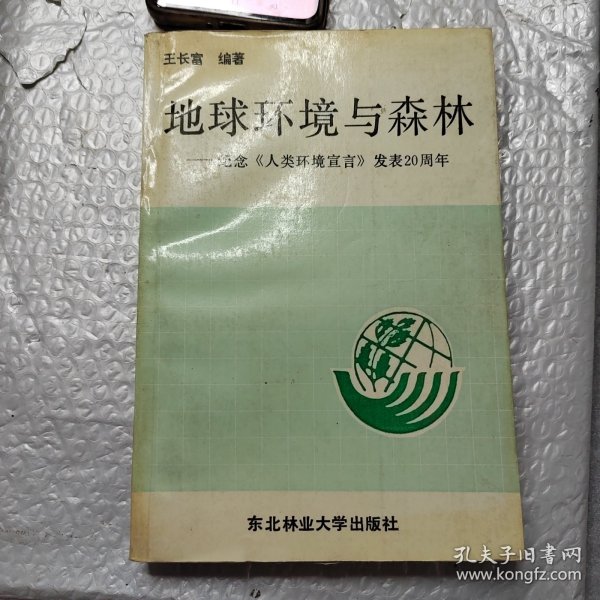 王长富 编著
地球环境与森林
——纪念《人类环境宣言》发表20周年
东北林业大学出版社
孔夫子旧书网
www.kongfz.com